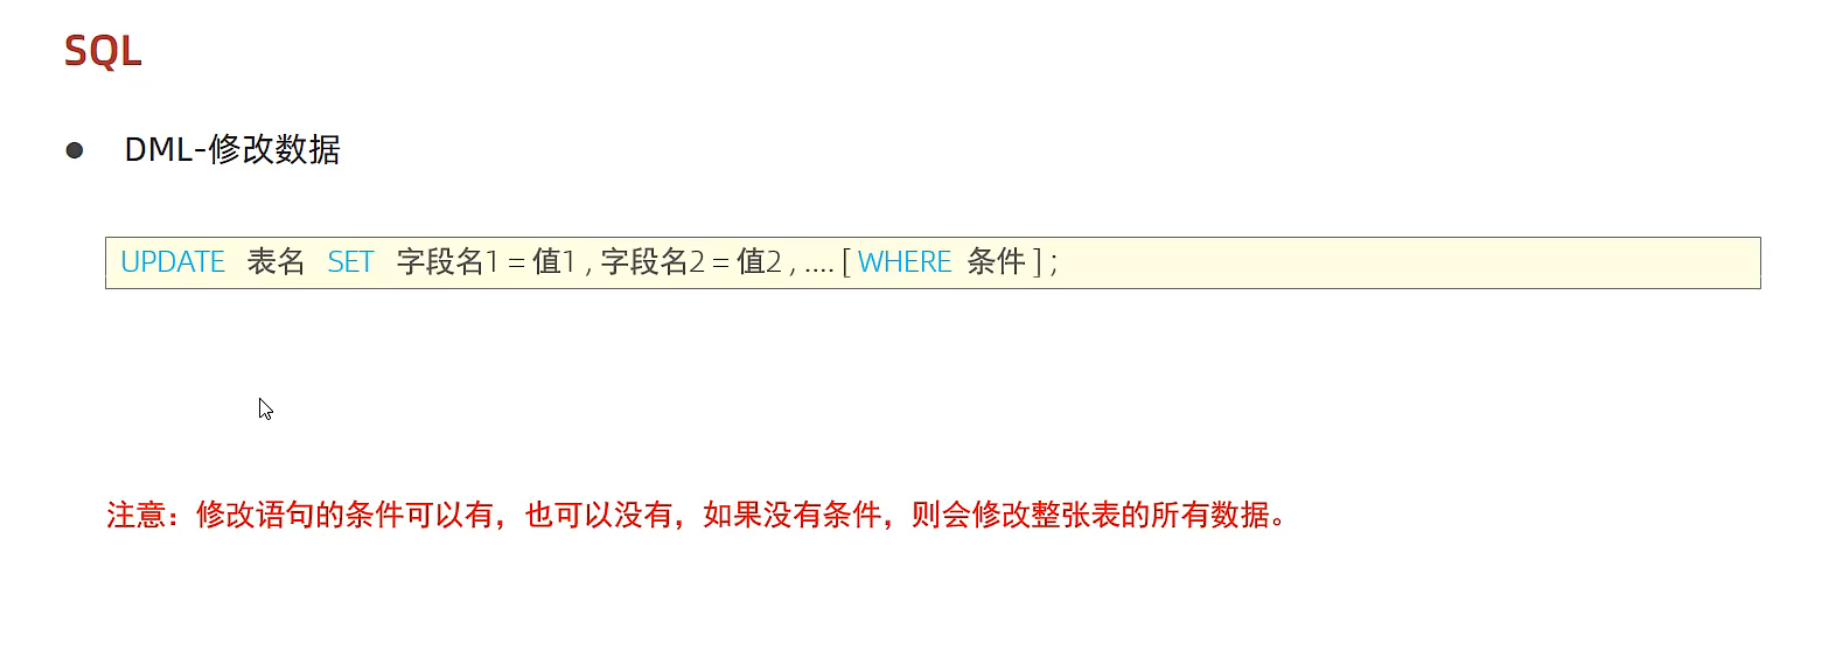 SQL
DML-修改数据
UPDATE 表名 SET 字段名1 = 值1 , 字段名2 = 值2 , .... [ WHERE 条件 ] ;
注意：修改语句的条件可以有，也可以没有，如果没有条件，则会修改整张表的所有数据。